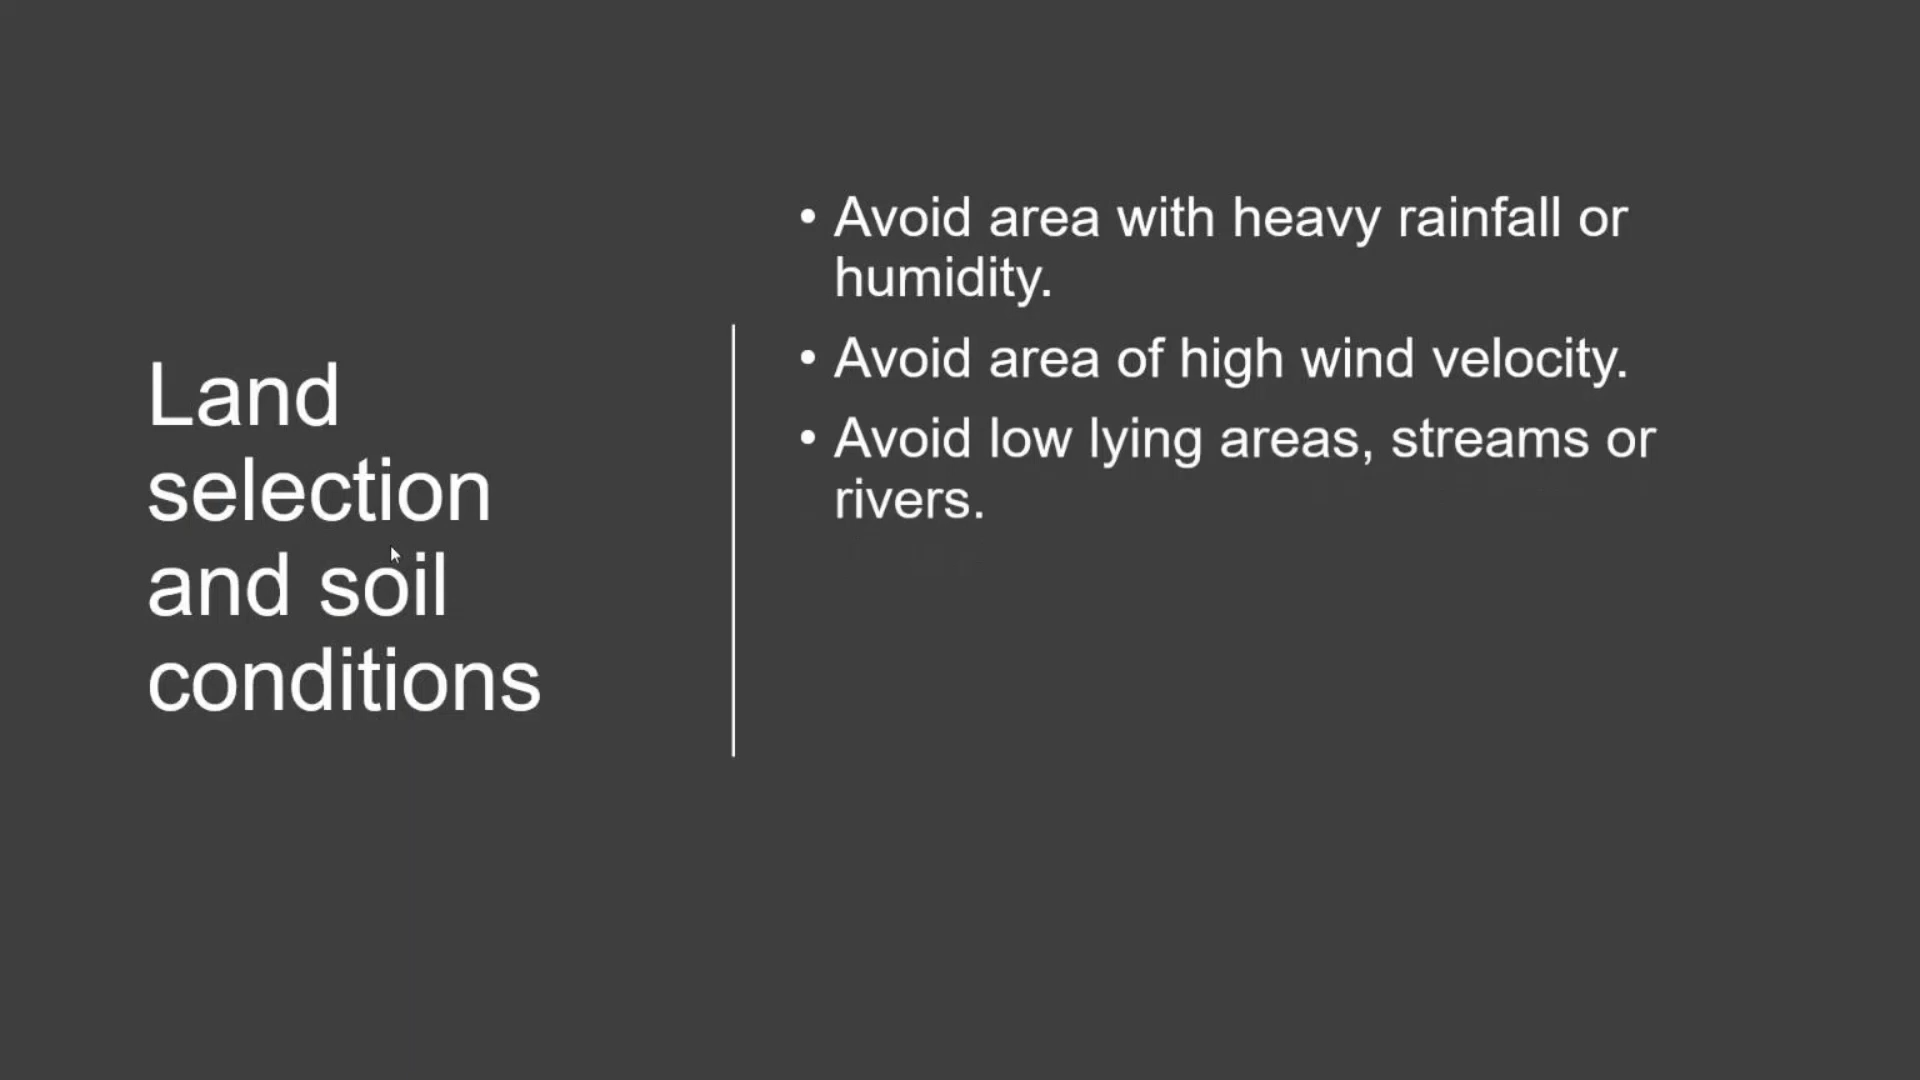 Land
selection
and soil
conditions
• Avoid area with heavy rainfall or
humidity.
• Avoid area of high wind velocity.
• Avoid low lying areas, streams or
rivers.